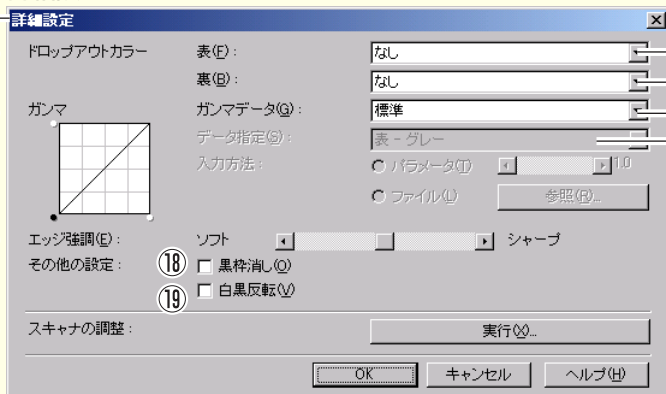 詳細設定
ドロップアウトカラー 表(F): なし
裏(B): なし
ガンマ ガンマデータ(G): 標準
データ指定(S): 表 - グレー
入力方法: パラメータ(T) 1.0
ファイル(L) 参照(R)...
エッジ強調(E): ソフト シャープ
その他の設定: ⑱ 黒枠消し(O)
⑲ 白黒反転(V)
スキャナの調整: 実行(X)...
OK キャンセル ヘルプ(H)